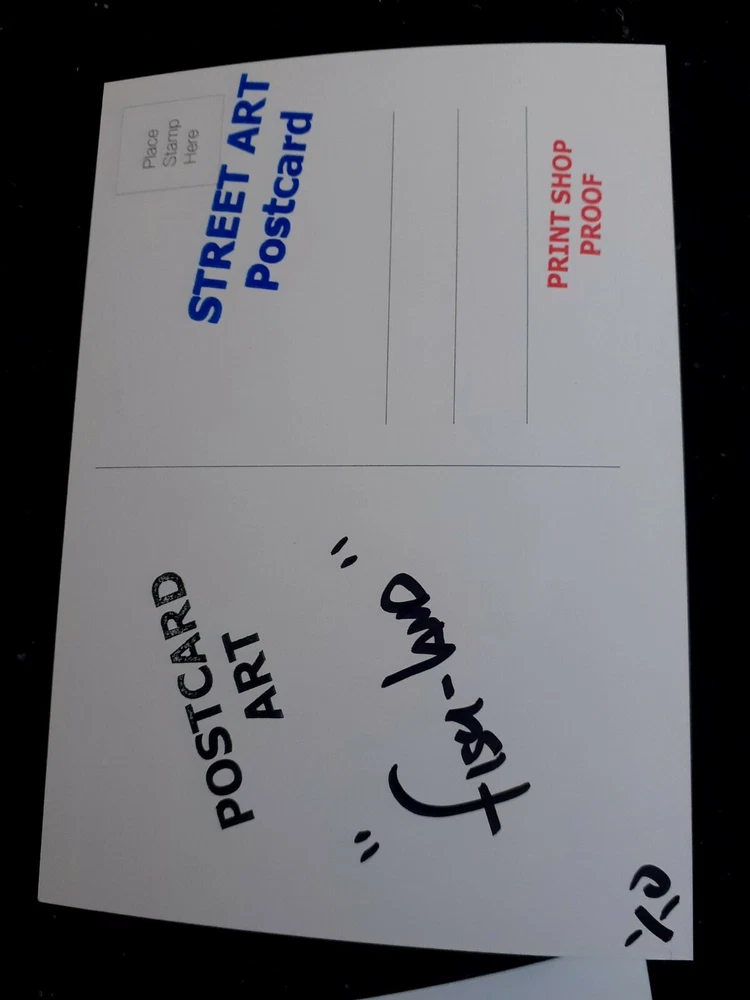 POSTCARD
ART
"fish-LAND"
Place
Stamp
Here
STREET ART
Postcard
PRINT SHOP
PROOF